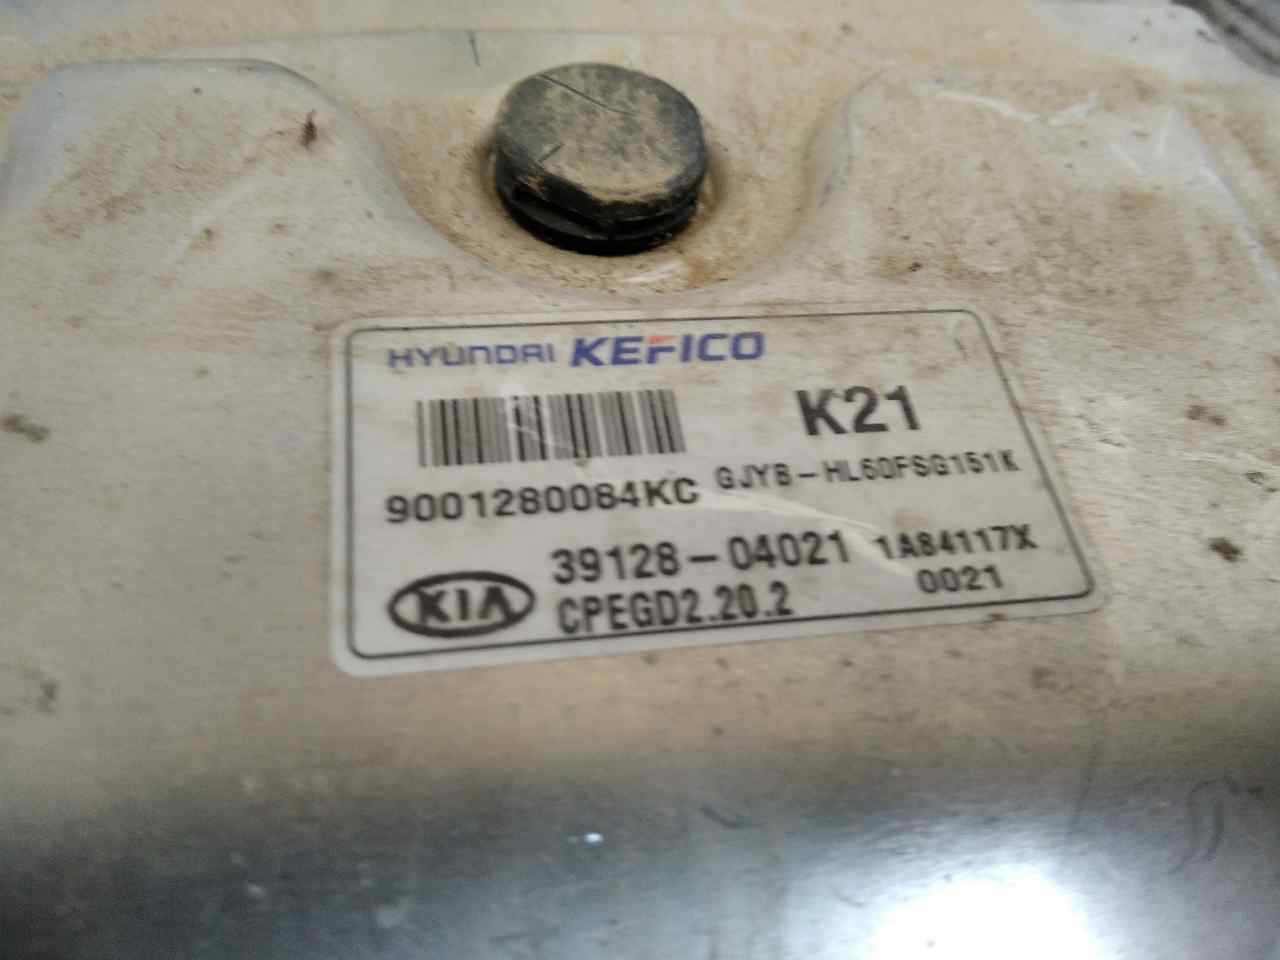 HYUNDAI KEFICO
K21
9001280084KC GJYB-HL60FSG151K
39128-04021 1A84117X
KIA CPEGD2.20.2 0021